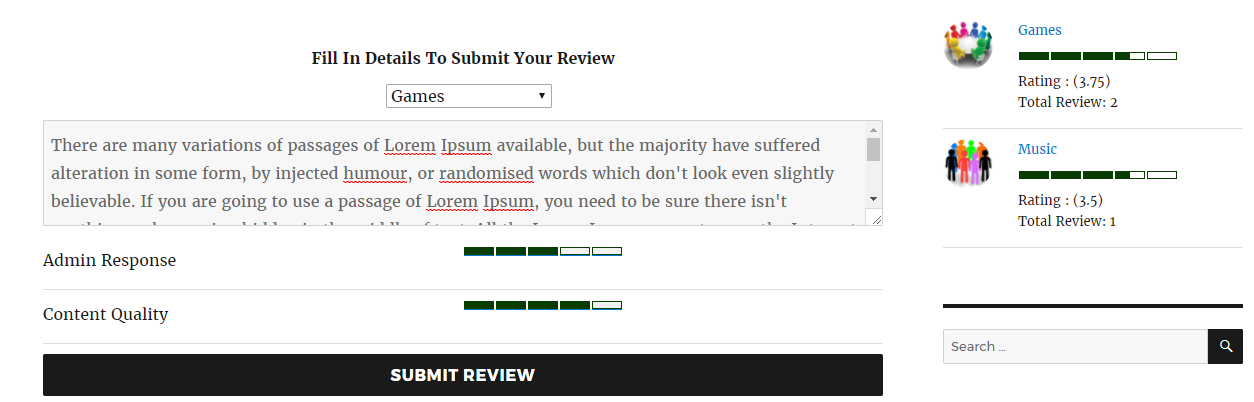 Fill In Details To Submit Your Review
Games
There are many variations of passages of Lorem Ipsum available, but the majority have suffered
alteration in some form, by injected humour, or randomised words which don't look even slightly
believable. If you are going to use a passage of Lorem Ipsum, you need to be sure there isn't
Admin Response
Content Quality
SUBMIT REVIEW
Games
Rating : (3.75)
Total Review: 2
Music
Rating : (3.5)
Total Review: 1
Search ...